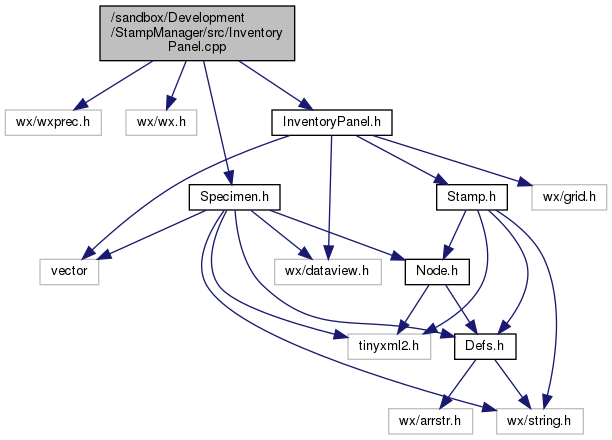 /sandbox/Development
/StampManager/src/Inventory
Panel.cpp
wx/wxprec.h
wx/wx.h
InventoryPanel.h
Specimen.h
Stamp.h
wx/grid.h
vector
wx/dataview.h
Node.h
tinyxml2.h
Defs.h
wx/arrstr.h
wx/string.h